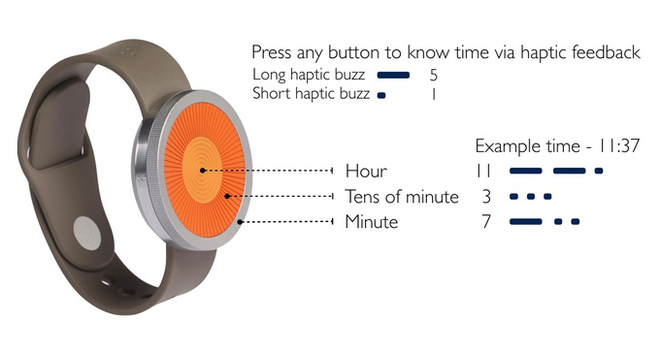 Press any button to know time via haptic feedback
Long haptic buzz 5
Short haptic buzz 1
Example time - 11:37
Hour 11
Tens of minute 3
Minute 7